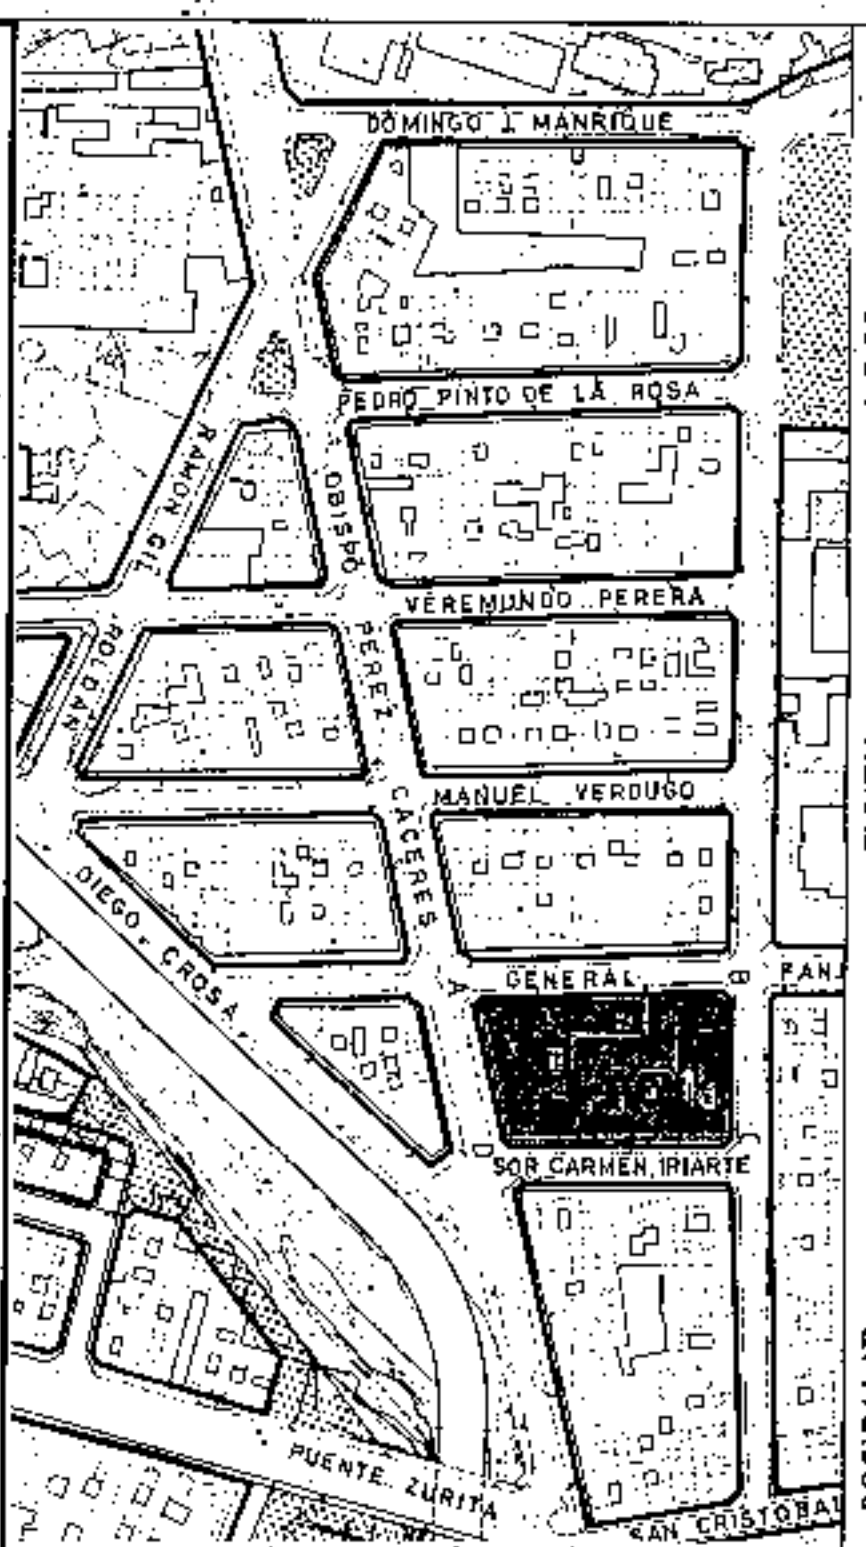 DOMINGO J. MANRIQUE
PEDRO PINTO DE LA ROSA
RAMON GIL
OBISPO
VEREMUNDO PERERA
ROLDAN
PEREZ
MANUEL VERDUGO
CACERES
DIEGO CROSA
A
GENERAL
B
FANJ
D
C
SOR CARMEN IRIARTE
PUENTE ZURITA
SAN CRISTOBAL